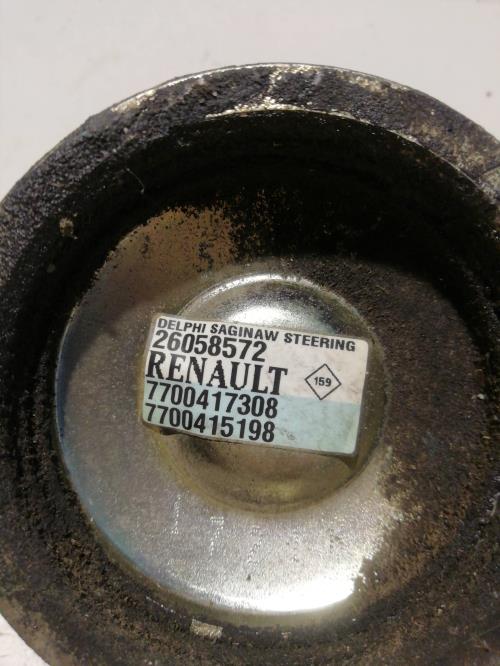 DELPHI SAGINAW STEERING
26058572
RENAULT
159
7700417308
7700415198